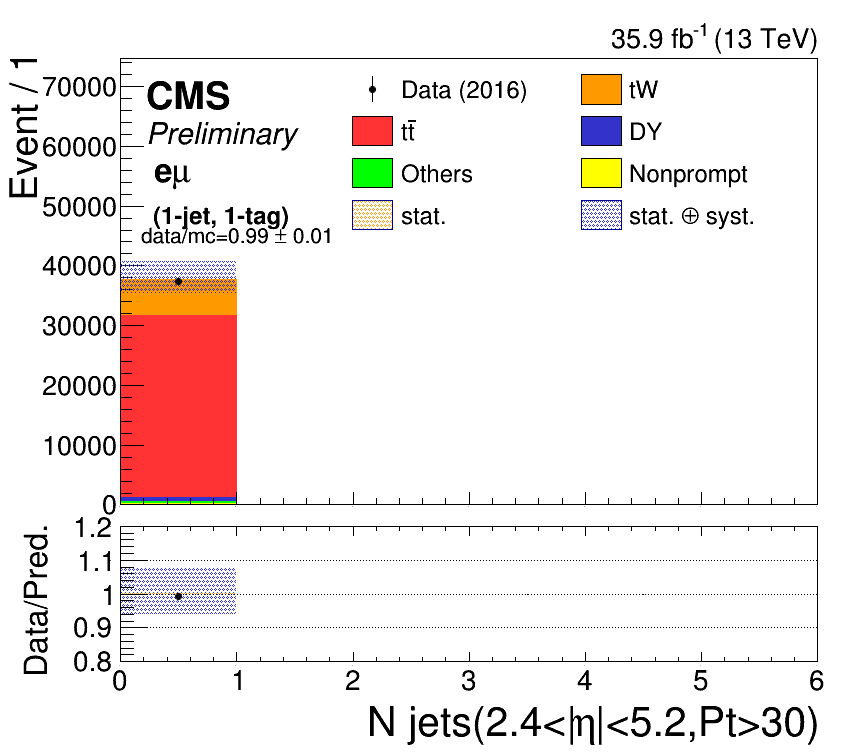 35.9 fb⁻¹ (13 TeV)
Event / 1
70000
60000
50000
40000
30000
20000
10000
0
CMS
Preliminary
eμ
(1-jet, 1-tag)
data/mc=0.99 ± 0.01
Data (2016)
tW
tt̄
DY
Others
Nonprompt
stat.
stat. ⊕ syst.
Data/Pred.
1.2
1.1
1
0.9
0.8
0 1 2 3 4 5 6
N jets(2.4<|η|<5.2,Pt>30)